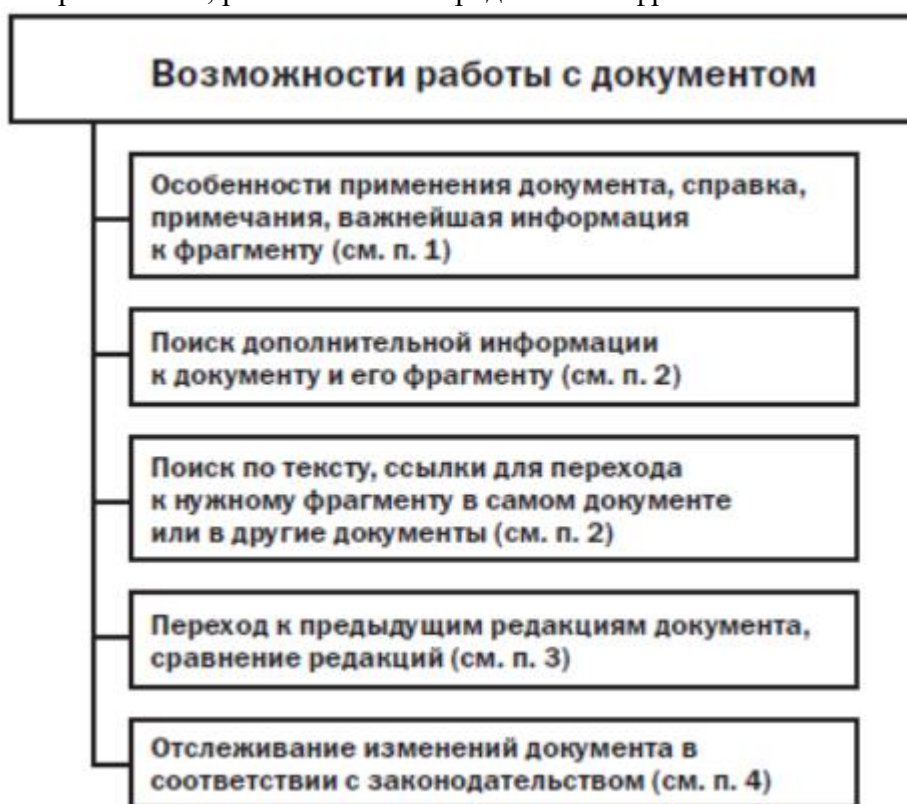 Возможности работы с документом
Особенности применения документа, справка,
примечания, важнейшая информация
к фрагменту (см. п. 1)
Поиск дополнительной информации
к документу и его фрагменту (см. п. 2)
Поиск по тексту, ссылки для перехода
к нужному фрагменту в самом документе
или в другие документы (см. п. 2)
Переход к предыдущим редакциям документа,
сравнение редакций (см. п. 3)
Отслеживание изменений документа в
соответствии с законодательством (см. п. 4)